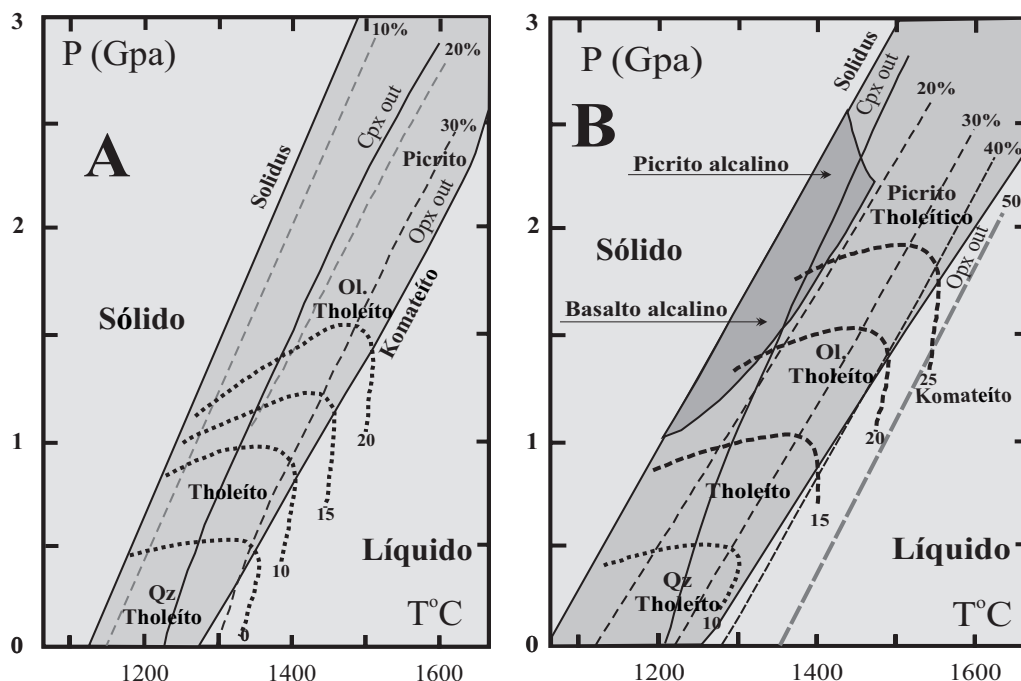 3
P (Gpa)
10%
20%
30%
Cpx out
Picrito
A
Solidus
Opx out
2
Sólido
Ol.
Tholeíto
Komateíto
20
1
Tholeíto
15
10
Líquido
Qz
Tholeíto
0
T°C
0
1200
1400
1600
3
P (Gpa)
Solidus
Cpx out
20%
30%
40%
50
B
Picrito alcalino
Picrito
Tholeítico
2
Sólido
Opx out
Basalto alcalino
Ol.
Tholeíto
25
Komateíto
20
1
Tholeíto
15
Líquido
Qz
Tholeíto
10
T°C
0
1200
1400
1600